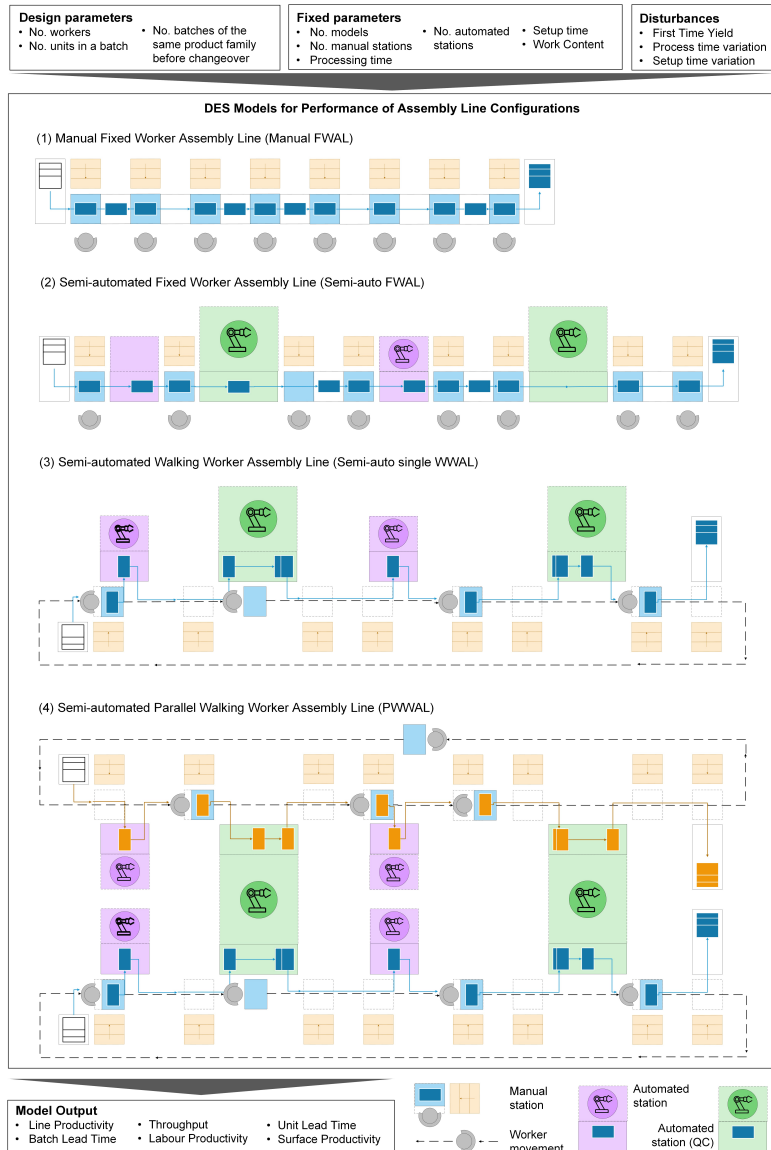 Design parameters
• No. workers
• No. units in a batch
• No. batches of the
same product family
before changeover
Fixed parameters
• No. models
• No. manual stations
• Processing time
• No. automated
stations
• Setup time
• Work Content
Disturbances
• First Time Yield
• Process time variation
• Setup time variation
DES Models for Performance of Assembly Line Configurations
(1) Manual Fixed Worker Assembly Line (Manual FWAL)
(2) Semi-automated Fixed Worker Assembly Line (Semi-auto FWAL)
(3) Semi-automated Walking Worker Assembly Line (Semi-auto single WWAL)
(4) Semi-automated Parallel Walking Worker Assembly Line (PWWAL)
Model Output
• Line Productivity
• Batch Lead Time
• Throughput
• Labour Productivity
• Unit Lead Time
• Surface Productivity
Manual
station
Worker
movement
Automated
station
Automated
station (QC)